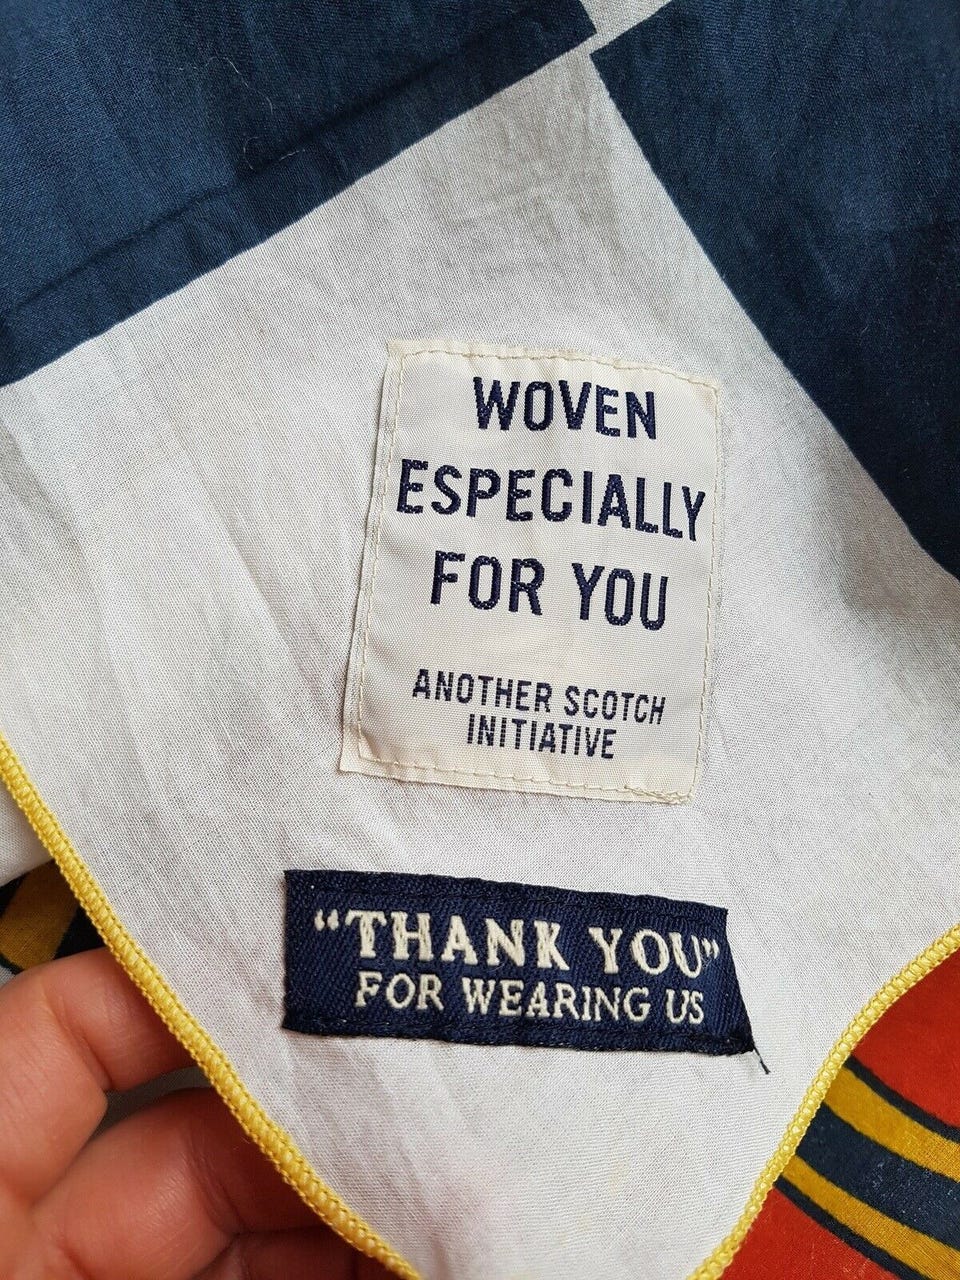 WOVEN
ESPECIALLY
FOR YOU
ANOTHER SCOTCH
INITIATIVE
“THANK YOU”
FOR WEARING US